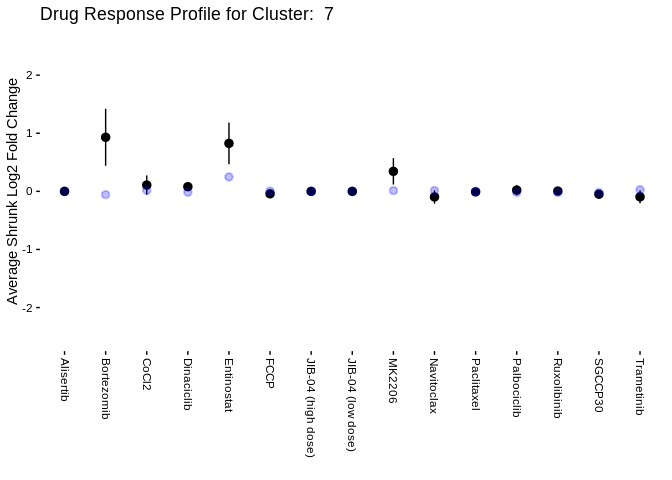 Drug Response Profile for Cluster:  7
Average Shrunk Log2 Fold Change
2
1
0
-1
-2
Alisertib
Bortezomib
CoCl2
Dinaciclib
Entinostat
FCCP
JIB-04 (high dose)
JIB-04 (low dose)
MK2206
Navitoclax
Paclitaxel
Palbociclib
Ruxolibinib
SGCCP30
Trametinib